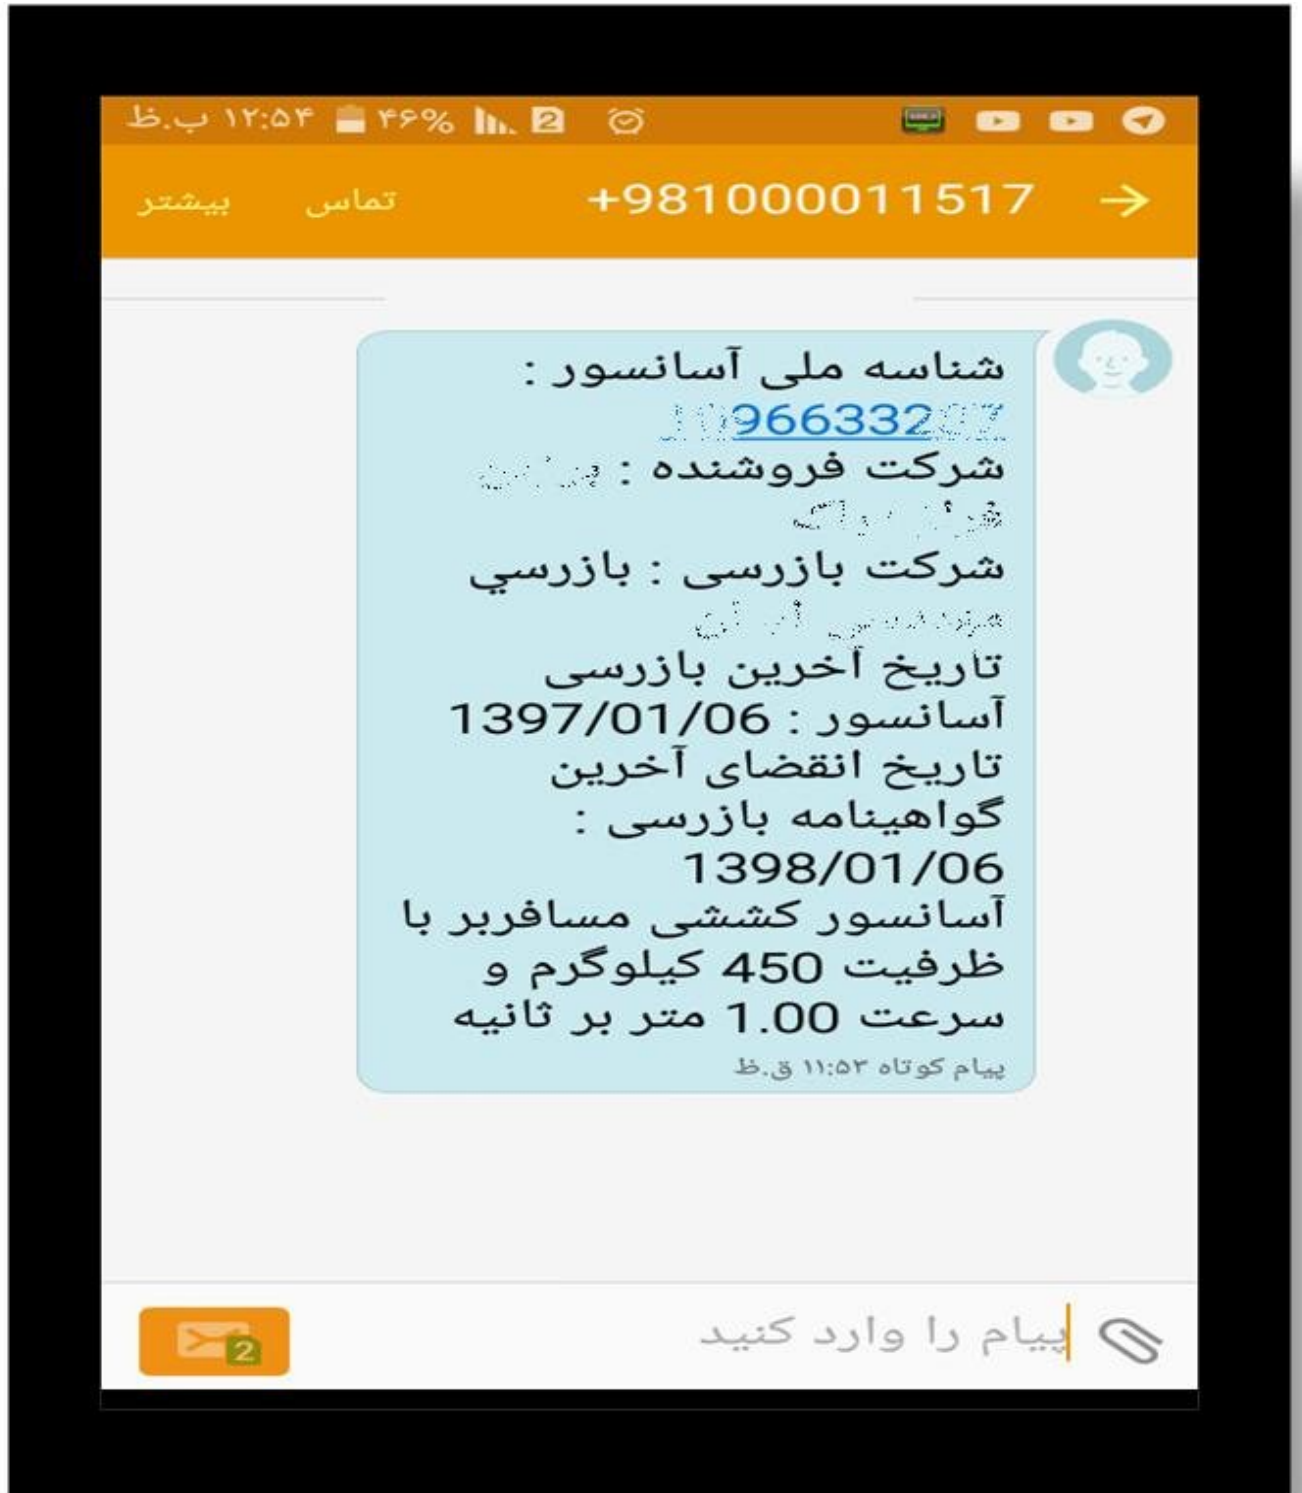 ۱۲:۵۴ ب.ظ ۴۶%
+981000011517
تماس
بیشتر
شناسه ملی آسانسور :
966332
شرکت فروشنده :
شرکت بازرسی : بازرسي
تاریخ آخرین بازرسی
آسانسور : 1397/01/06
تاریخ انقضای آخرین
گواهینامه بازرسی :
1398/01/06
آسانسور کششی مسافربر با
ظرفیت 450 کیلوگرم و
سرعت 1.00 متر بر ثانیه
پیام کوتاه ۱۱:۵۳ ق.ظ
پیام را وارد کنید
2